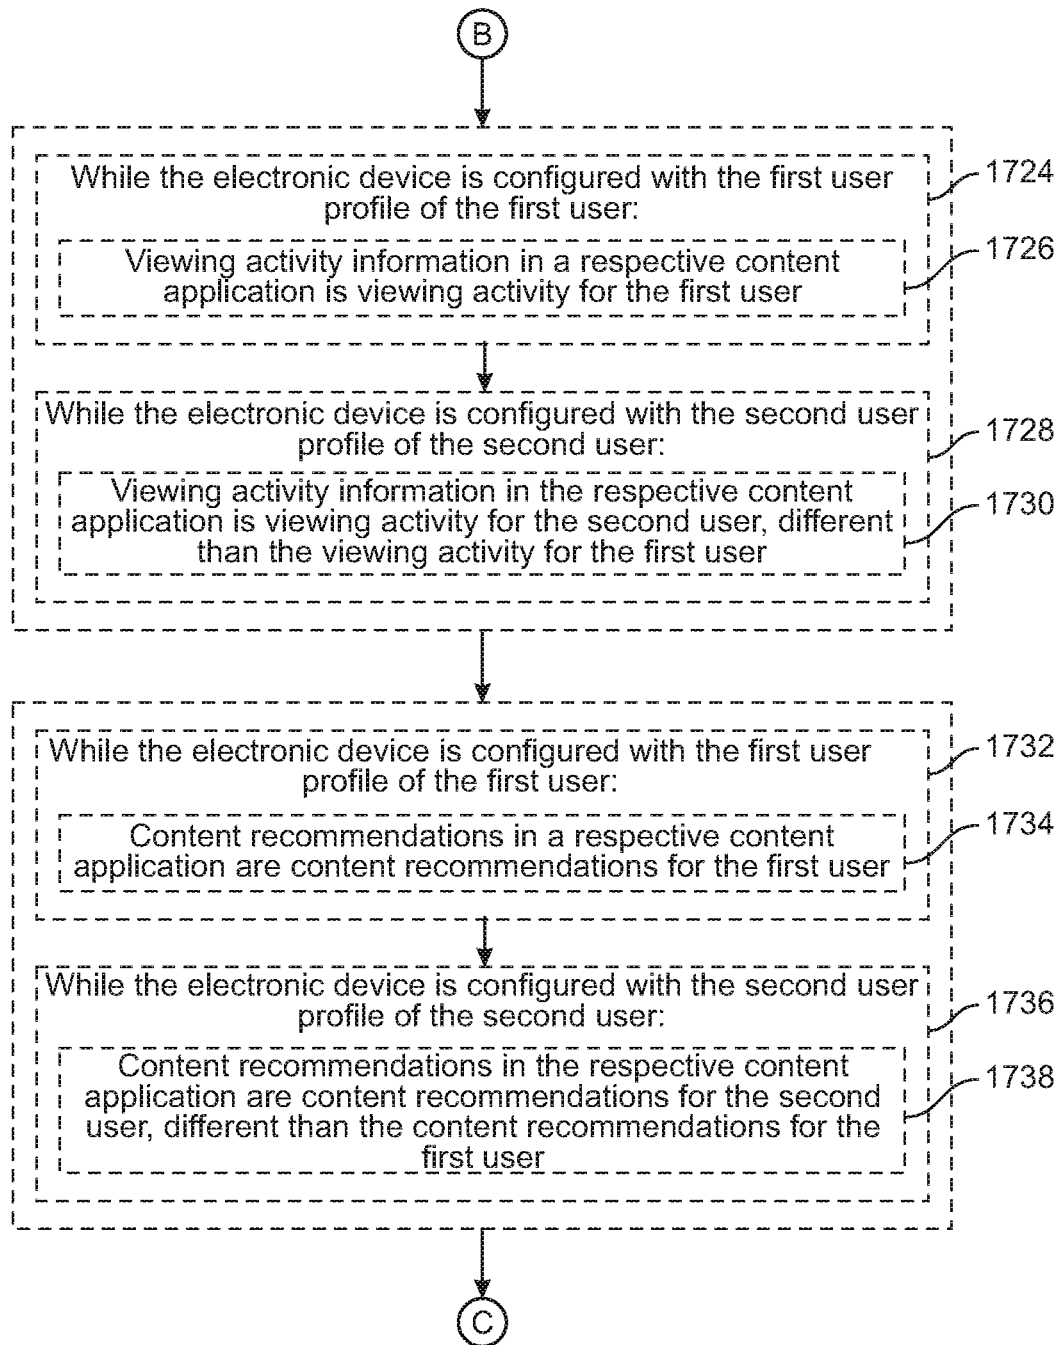 B
While the electronic device is configured with the first user
profile of the first user:
1724
Viewing activity information in a respective content
application is viewing activity for the first user
1726
While the electronic device is configured with the second user
profile of the second user:
1728
Viewing activity information in the respective content
application is viewing activity for the second user, different
than the viewing activity for the first user
1730
While the electronic device is configured with the first user
profile of the first user:
1732
Content recommendations in a respective content
application are content recommendations for the first user
1734
While the electronic device is configured with the second user
profile of the second user:
1736
Content recommendations in the respective content
application are content recommendations for the second
user, different than the content recommendations for the
first user
1738
C